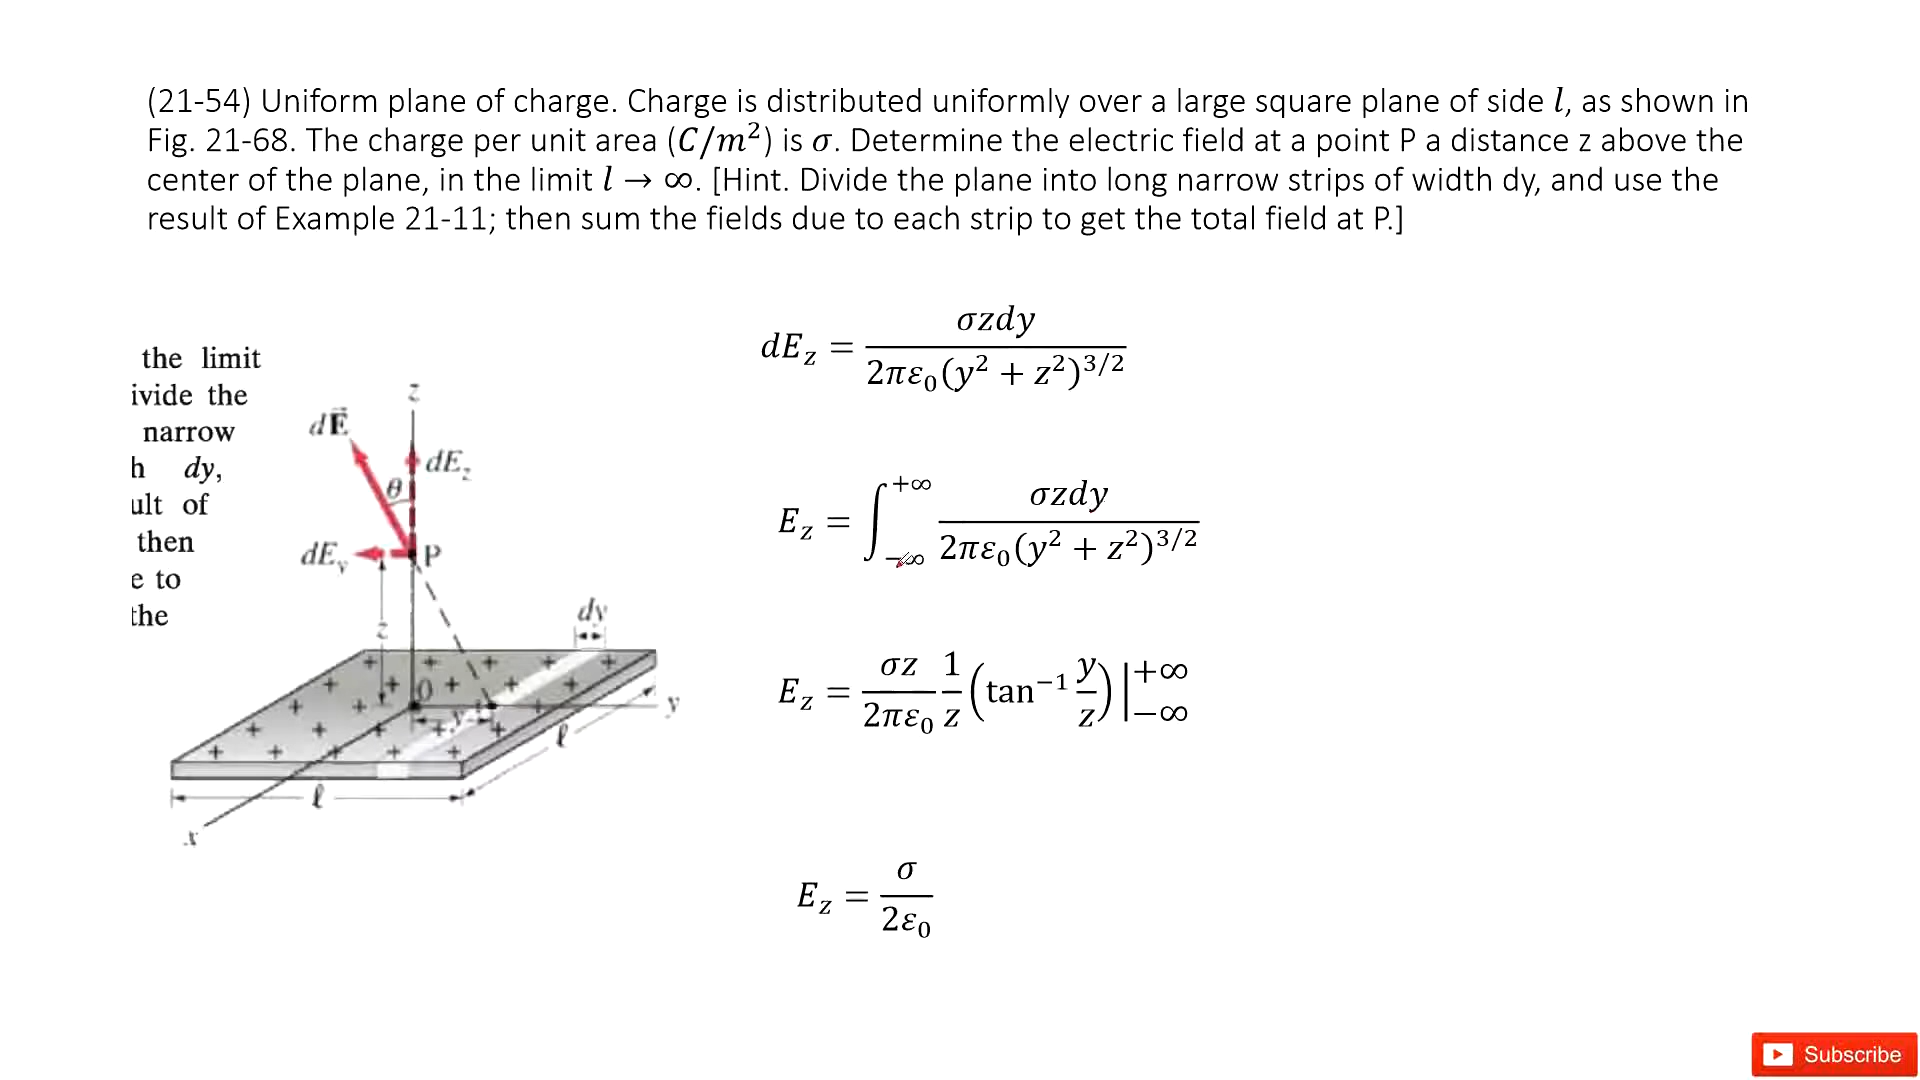 (21-54) Uniform plane of charge. Charge is distributed uniformly over a large square plane of side l, as shown in
Fig. 21-68. The charge per unit area (C/m²) is σ. Determine the electric field at a point P a distance z above the
center of the plane, in the limit l → ∞. [Hint. Divide the plane into long narrow strips of width dy, and use the
result of Example 21-11; then sum the fields due to each strip to get the total field at P.]
dE_z = σzdy / 2πε₀(y² + z²)^{3/2}
the limit
ivide the
narrow
h dy,
ult of
then
e to
the
z
dE⃗
dE_z
θ
dE_y
P
z
dy
0
y
y
ℓ
ℓ
x
E_z = ∫_{−∞}^{+∞} σzdy / 2πε₀(y² + z²)^{3/2}
E_z = σz / 2πε₀ 1/z (tan⁻¹ y/z) |_{−∞}^{+∞}
E_z = σ / 2ε₀
Subscribe